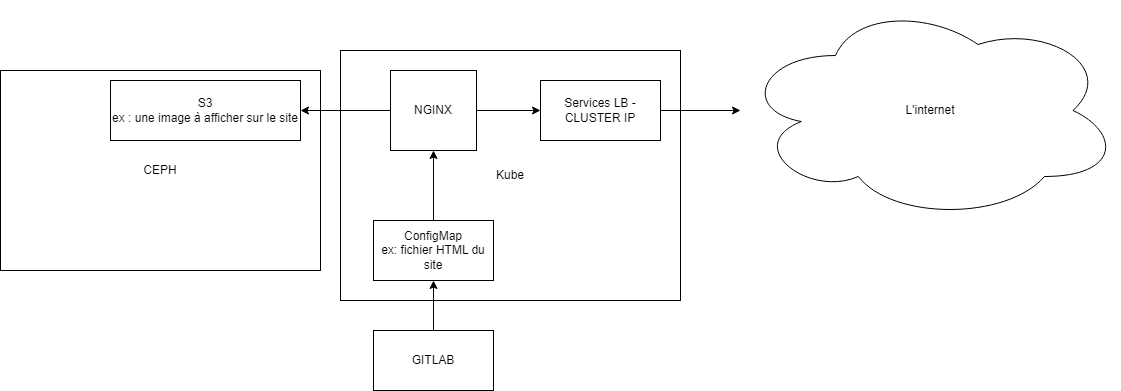 S3
ex : une image à afficher sur le site
CEPH
NGINX
Services LB -
CLUSTER IP
Kube
ConfigMap
ex: fichier HTML du
site
GITLAB
L'internet